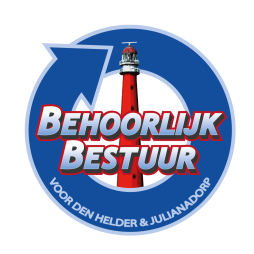 BEHOORLIJK
BESTUUR
VOOR DEN HELDER & JULIANADORP